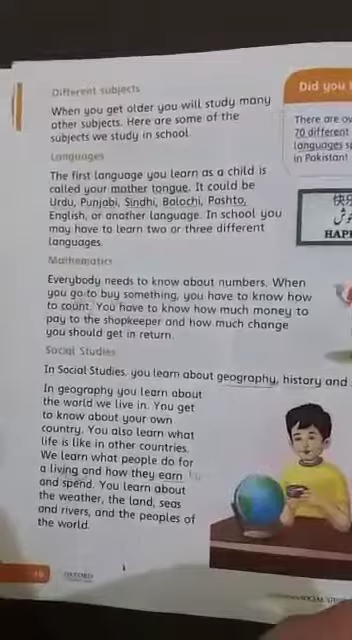 Different subjects
When you get older you will study many
other subjects. Here are some of the
subjects we study in school.
Languages
The first language you learn as a child is
called your mother tongue. It could be
Urdu, Punjabi, Sindhi, Balochi, Pashto,
English, or another language. In school you
may have to learn two or three different
languages.
Mathematics
Everybody needs to know about numbers. When
you go to buy something, you have to know how
to count. You have to know how much money to
pay to the shopkeeper and how much change
you should get in return.
Social Studies
In Social Studies, you learn about geography, history and
In geography you learn about
the world we live in. You get
to know about your own
country. You also learn what
life is like in other countries.
We learn what people do for
a living and how they earn
and spend. You learn about
the weather, the land, seas
and rivers, and the peoples of
the world.
Did you
There are
70 different
languages
in Pakistan!
快乐
خوش
HAPP
OXFORD
SOCIAL